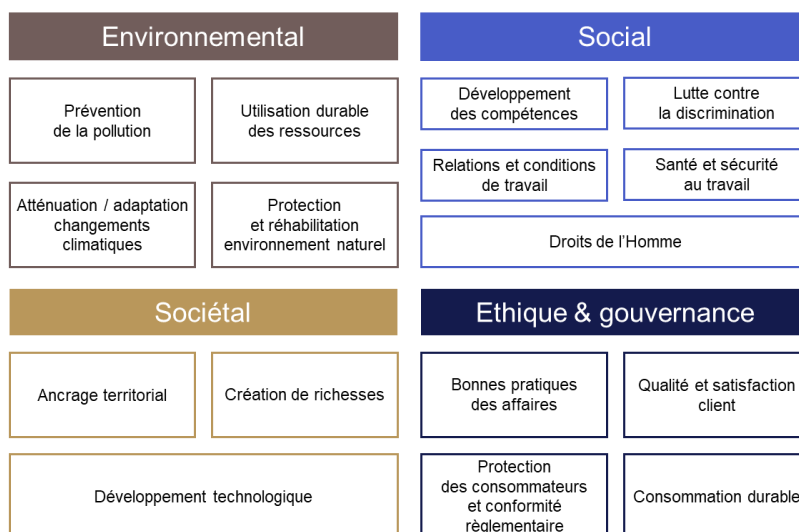 Environnemental
Prévention
de la pollution
Utilisation durable
des ressources
Atténuation / adaptation
changements
climatiques
Protection
et réhabilitation
environnement naturel
Social
Développement
des compétences
Lutte contre
la discrimination
Relations et conditions
de travail
Santé et sécurité
au travail
Droits de l’Homme
Sociétal
Ancrage territorial
Création de richesses
Développement technologique
Ethique & gouvernance
Bonnes pratiques
des affaires
Qualité et satisfaction
client
Protection
des consommateurs
et conformité
règlementaire
Consommation durable